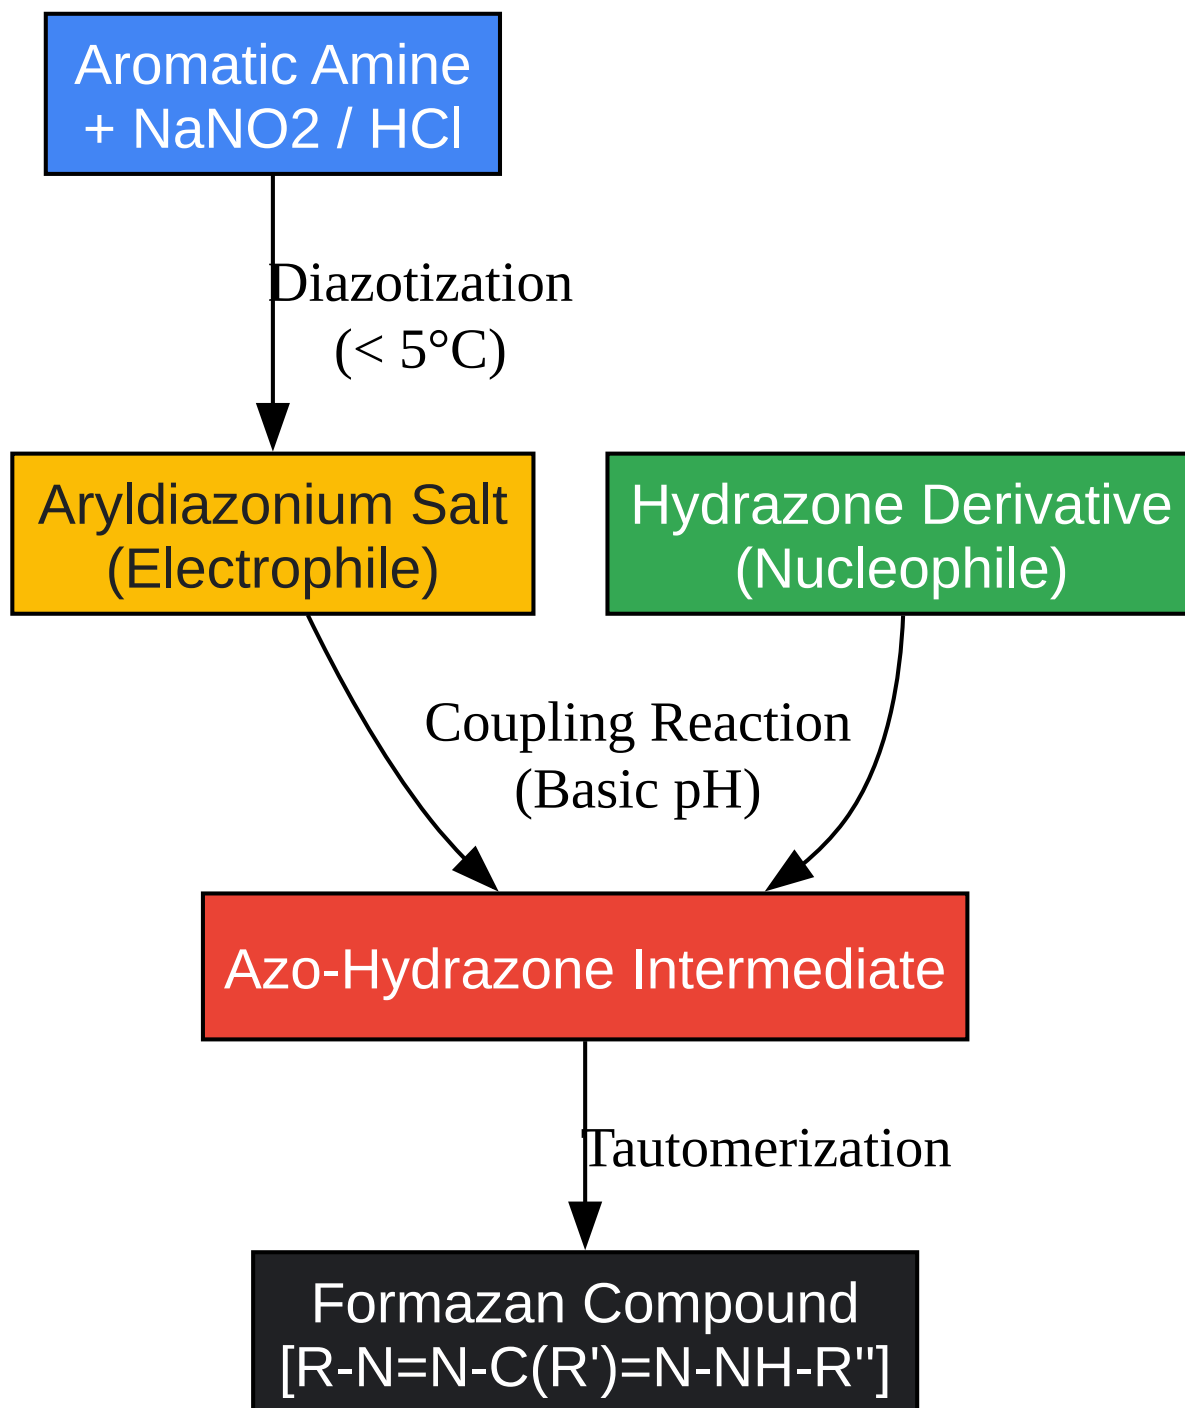 Aromatic Amine
+ NaNO2 / HCl
Diazotization
(< 5°C)
Aryldiazonium Salt
(Electrophile)
Hydrazone Derivative
(Nucleophile)
Coupling Reaction
(Basic pH)
Azo-Hydrazone Intermediate
Tautomerization
Formazan Compound
[R-N=N-C(R')=N-NH-R"]